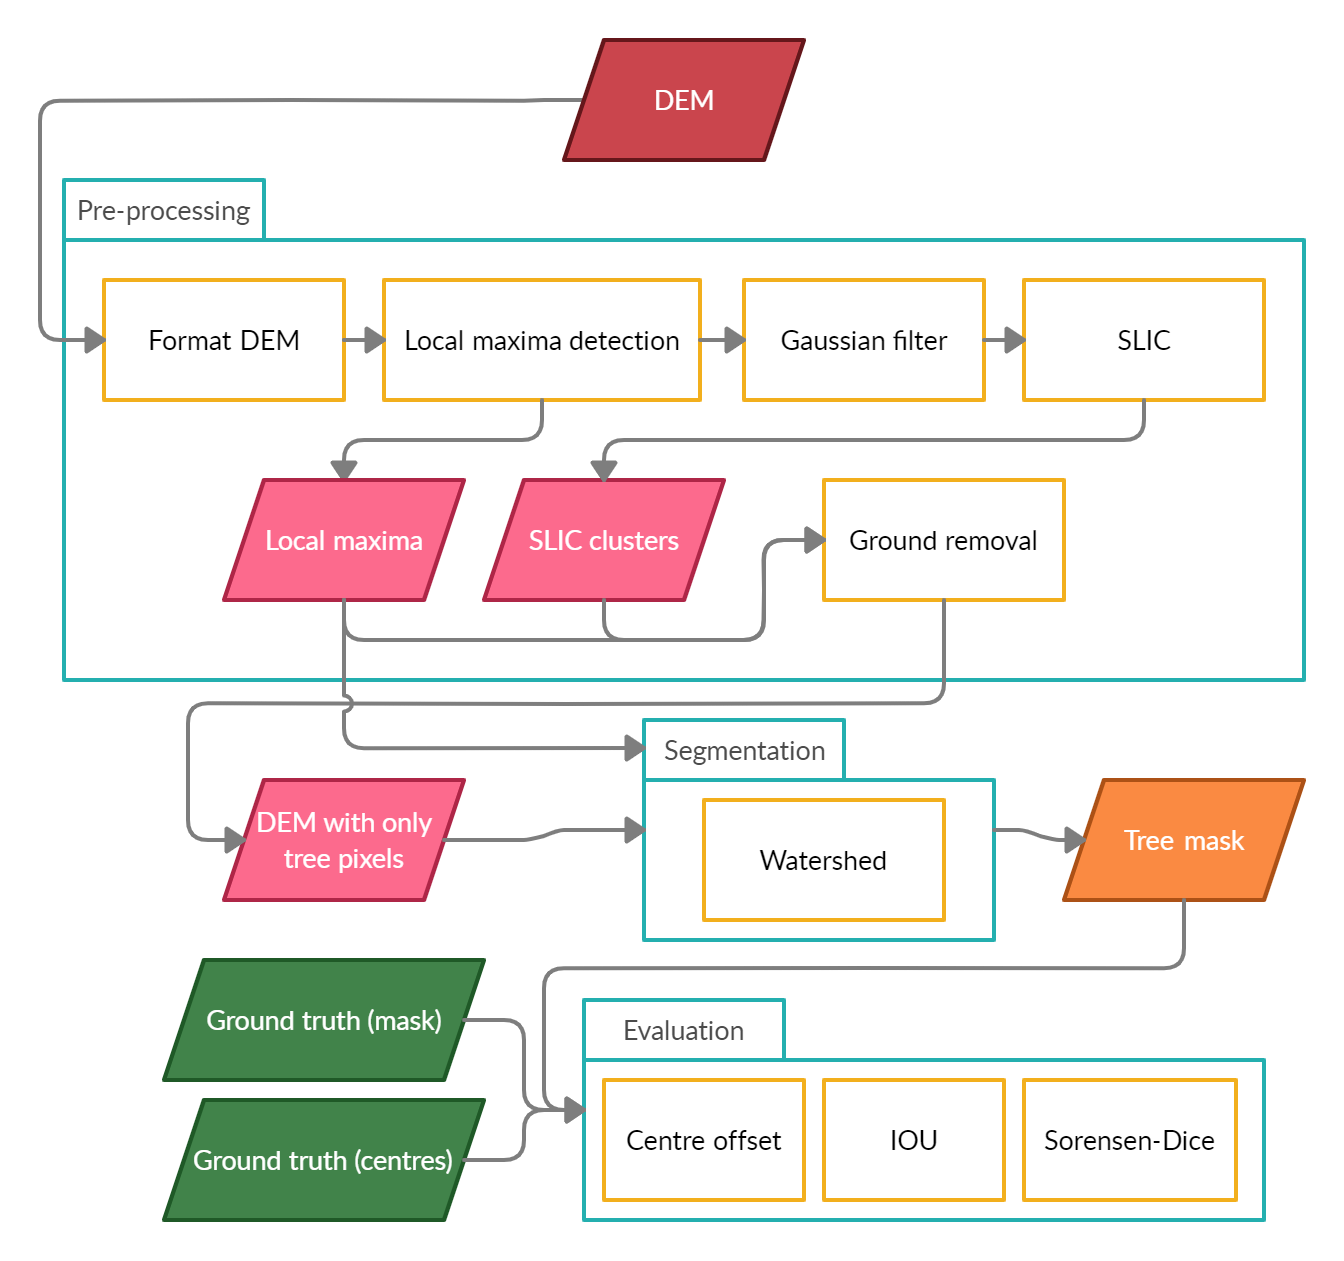 DEM
Pre-processing
Format DEM
Local maxima detection
Gaussian filter
SLIC
Local maxima
SLIC clusters
Ground removal
Segmentation
DEM with only
tree pixels
Watershed
Tree mask
Ground truth (mask)
Evaluation
Ground truth (centres)
Centre offset
IOU
Sorensen-Dice